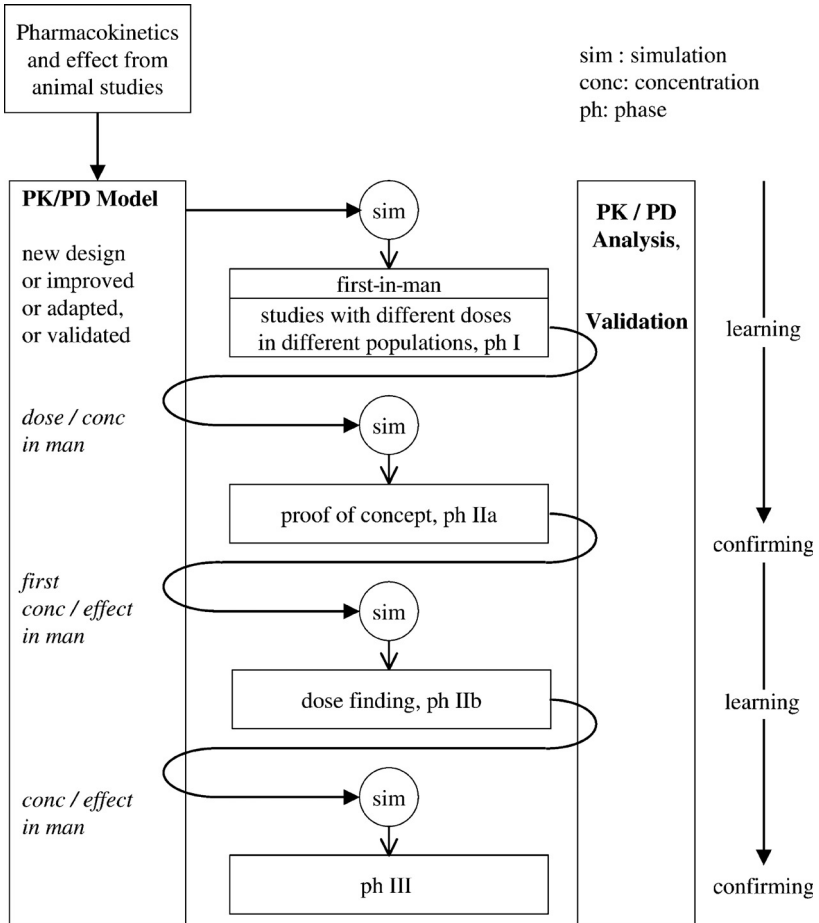 Pharmacokinetics
and effect from
animal studies
sim : simulation
conc: concentration
ph: phase
PK/PD Model
new design
or improved
or adapted,
or validated
dose / conc
in man
first
conc / effect
in man
conc / effect
in man
sim
first-in-man
studies with different doses
in different populations, ph I
sim
proof of concept, ph IIa
sim
dose finding, ph IIb
sim
ph III
PK / PD
Analysis,
Validation
learning
confirming
learning
confirming